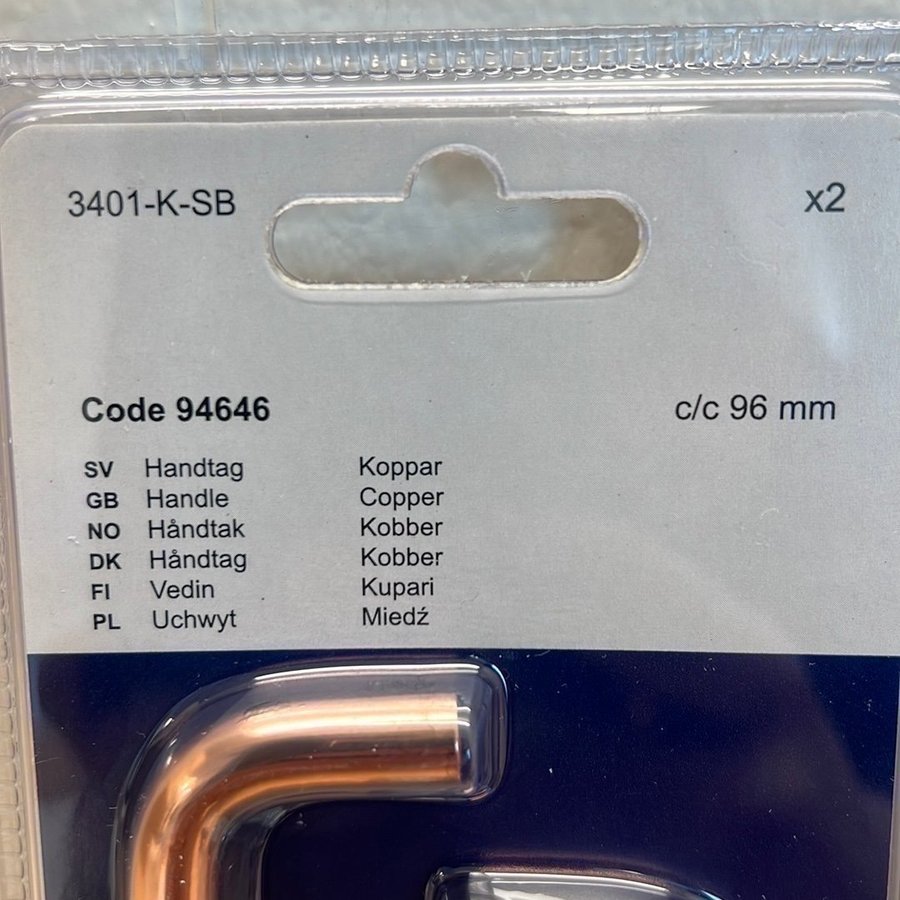 3401-K-SB x2
Code 94646 c/c 96 mm
SV Handtag Koppar
GB Handle Copper
NO Håndtak Kobber
DK Håndtag Kobber
FI Vedin Kupari
PL Uchwyt Miedź